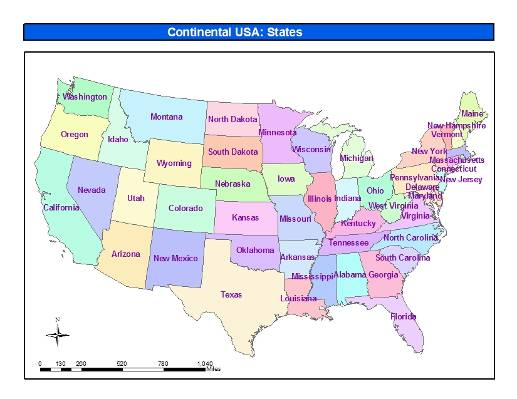 Continental USA: States
Washington
Maine
Montana
North Dakota
Minnesota
New Hampshire
Vermont
Oregon
Idaho
Wisconsin
New York
South Dakota
Michigan
Massachusetts
Wyoming
Connecticut
Pennsylvania
New Jersey
Iowa
Nebraska
Delaware
Nevada
Ohio
Maryland
Utah
Illinois
Indiana
California
Colorado
West Virginia
Kansas
Missouri
Virginia
Kentucky
North Carolina
Tennessee
Oklahoma
Arizona
New Mexico
Arkansas
South Carolina
Mississippi
Alabama
Georgia
Texas
Louisiana
Florida
N
0 130 260 520 780 1,040
Miles